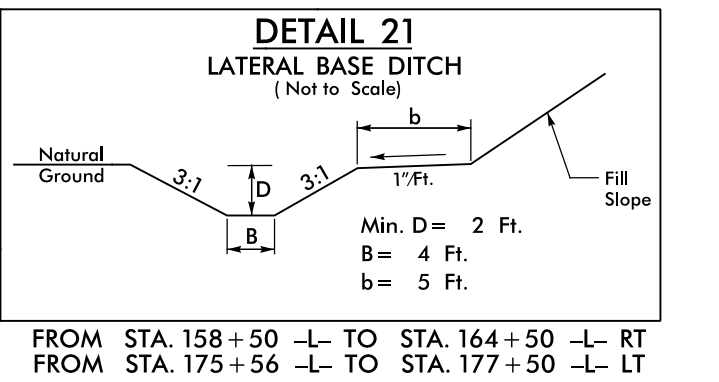 DETAIL 21
LATERAL BASE DITCH
( Not to Scale)
b
Natural
Ground
3:1
D
3:1
1"/Ft.
Fill
Slope
B
Min. D= 2 Ft.
B= 4 Ft.
b= 5 Ft.
FROM STA. 158+50 -L- TO STA. 164+50 -L- RT
FROM STA. 175+56 -L- TO STA. 177+50 -L- LT